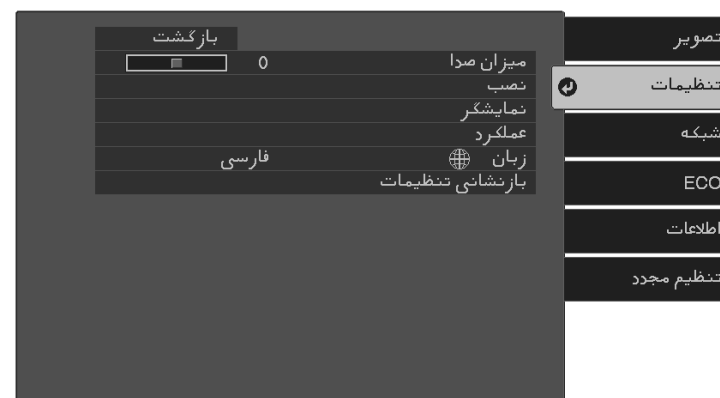 تصویر
تنظیمات
شبکه
ECO
اطلاعات
تنظیم مجدد
بازگشت
میزان صدا 0
نصب
نمایشگر
عملکرد
زبان فارسی
بازنشانی تنظیمات